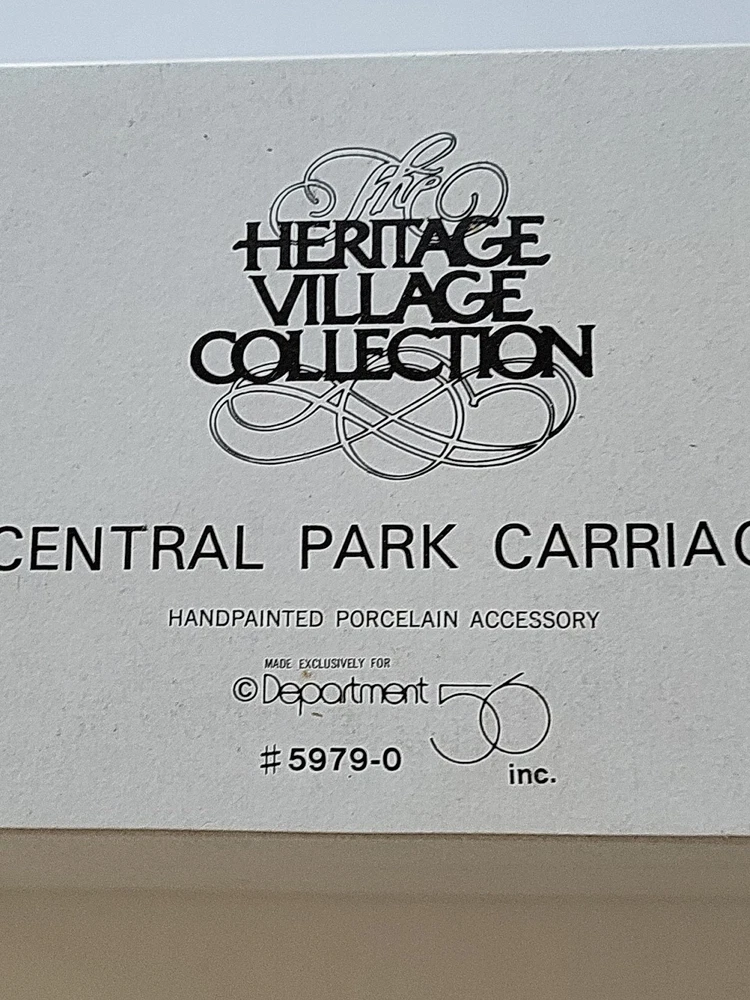 The
HERITAGE
VILLAGE
COLLECTION
CENTRAL PARK CARRIAG
HANDPAINTED PORCELAIN ACCESSORY
MADE EXCLUSIVELY FOR
© Department 56
#5979-0 inc.